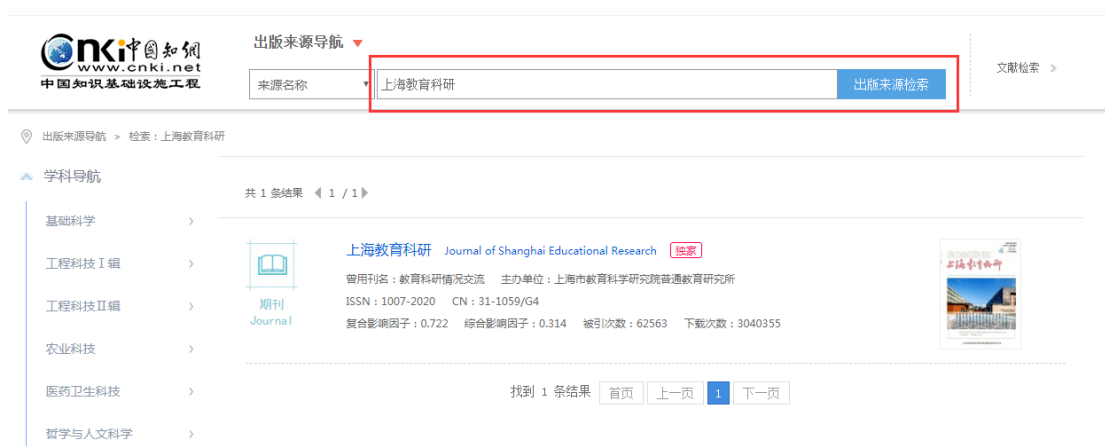 cnki中国知网
www.cnki.net
中国知识基础设施工程
出版来源导航
来源名称
上海教育科研
出版来源检索
文献检索
出版来源导航 > 检索：上海教育科研
学科导航
基础科学
工程科技Ⅰ辑
工程科技Ⅱ辑
农业科技
医药卫生科技
哲学与人文科学
共 1 条结果 1 / 1
上海教育科研 Journal of Shanghai Educational Research 独家
曾用刊名：教育科研情况交流 主办单位：上海市教育科学研究院普通教育研究所
ISSN：1007-2020 CN：31-1059/G4
复合影响因子：0.722 综合影响因子：0.314 被引次数：62563 下载次数：3040355
期刊
Journal
上海教育科研
找到 1 条结果 首页 上一页 1 下一页